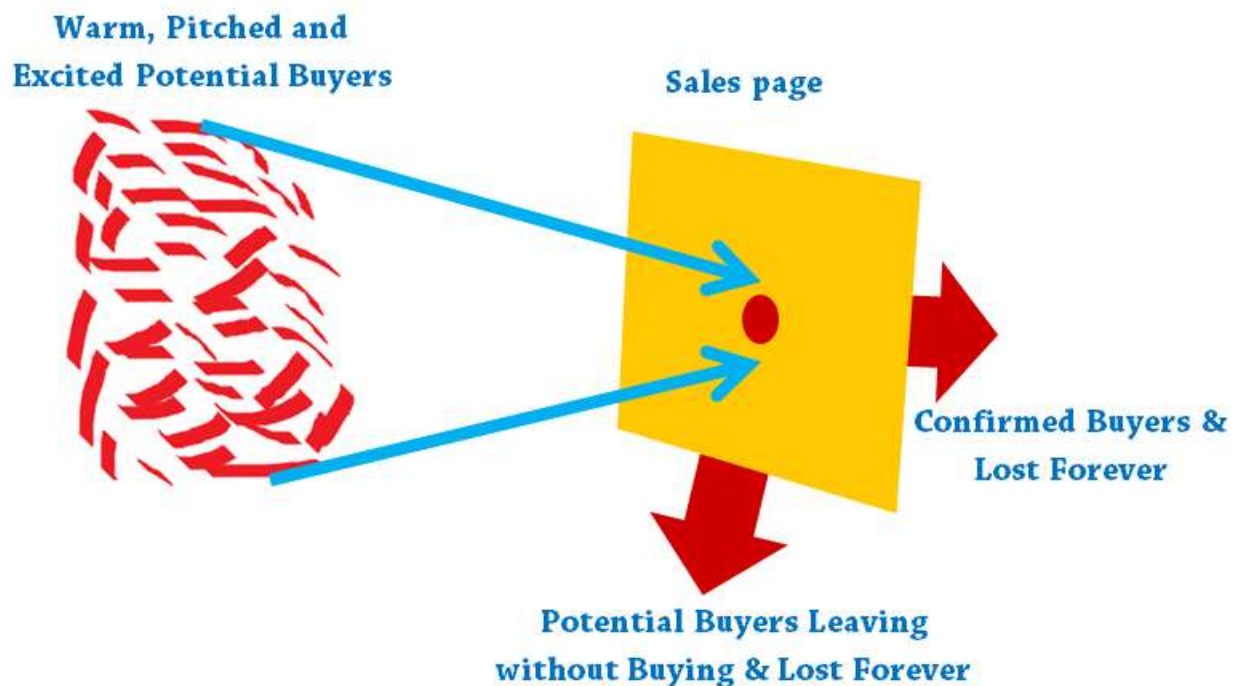 Warm, Pitched and
Excited Potential Buyers
Sales page
Confirmed Buyers &
Lost Forever
Potential Buyers Leaving
without Buying & Lost Forever